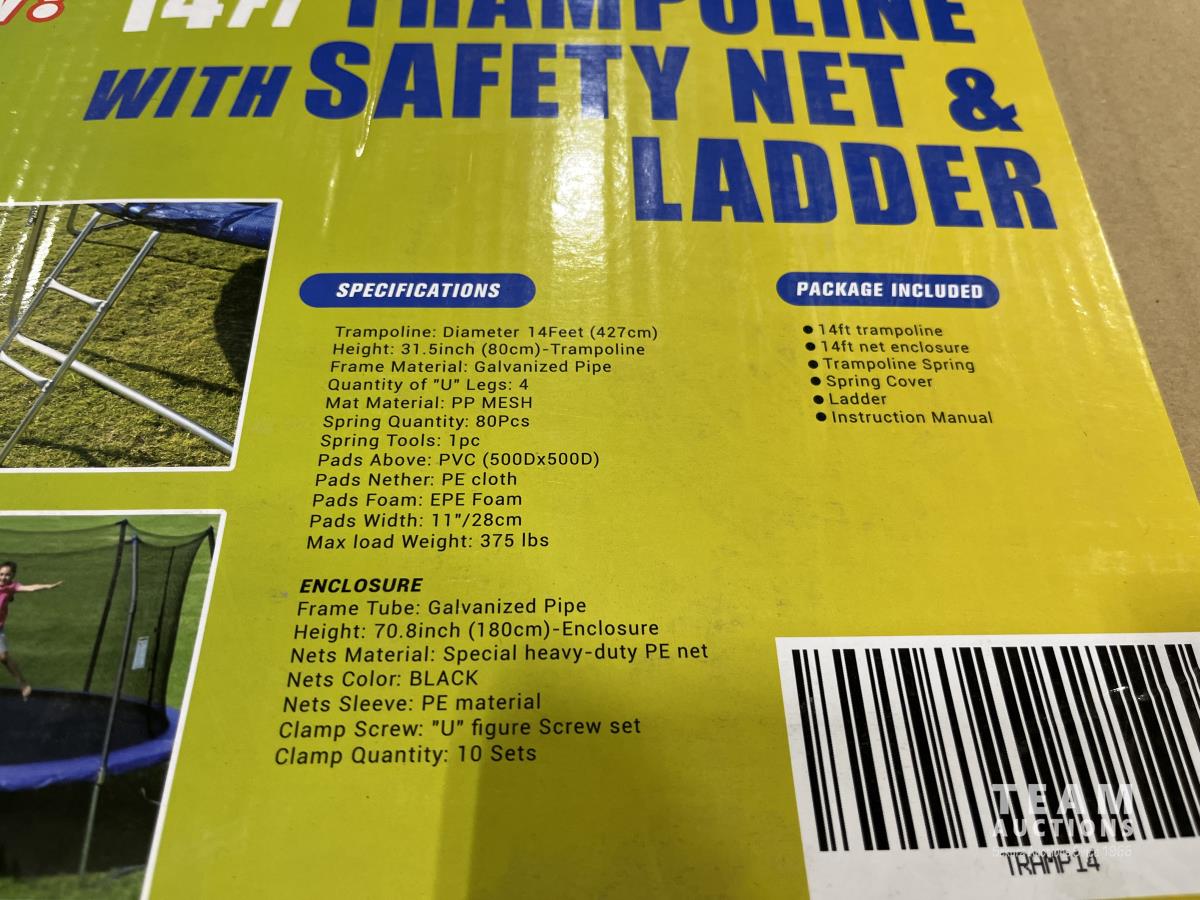 14FT TRAMPOLINE
WITH SAFETY NET &
LADDER
SPECIFICATIONS
Trampoline: Diameter 14Feet (427cm)
Height: 31.5inch (80cm)-Trampoline
Frame Material: Galvanized Pipe
Quantity of "U" Legs: 4
Mat Material: PP MESH
Spring Quantity: 80Pcs
Spring Tools: 1pc
Pads Above: PVC (500Dx500D)
Pads Nether: PE cloth
Pads Foam: EPE Foam
Pads Width: 11"/28cm
Max load Weight: 375 lbs
ENCLOSURE
Frame Tube: Galvanized Pipe
Height: 70.8inch (180cm)-Enclosure
Nets Material: Special heavy-duty PE net
Nets Color: BLACK
Nets Sleeve: PE material
Clamp Screw: "U" figure Screw set
Clamp Quantity: 10 Sets
PACKAGE INCLUDED
● 14ft trampoline
● 14ft net enclosure
● Trampoline Spring
● Spring Cover
● Ladder
● Instruction Manual
TEAM
AUCTIONS
TRAMP14